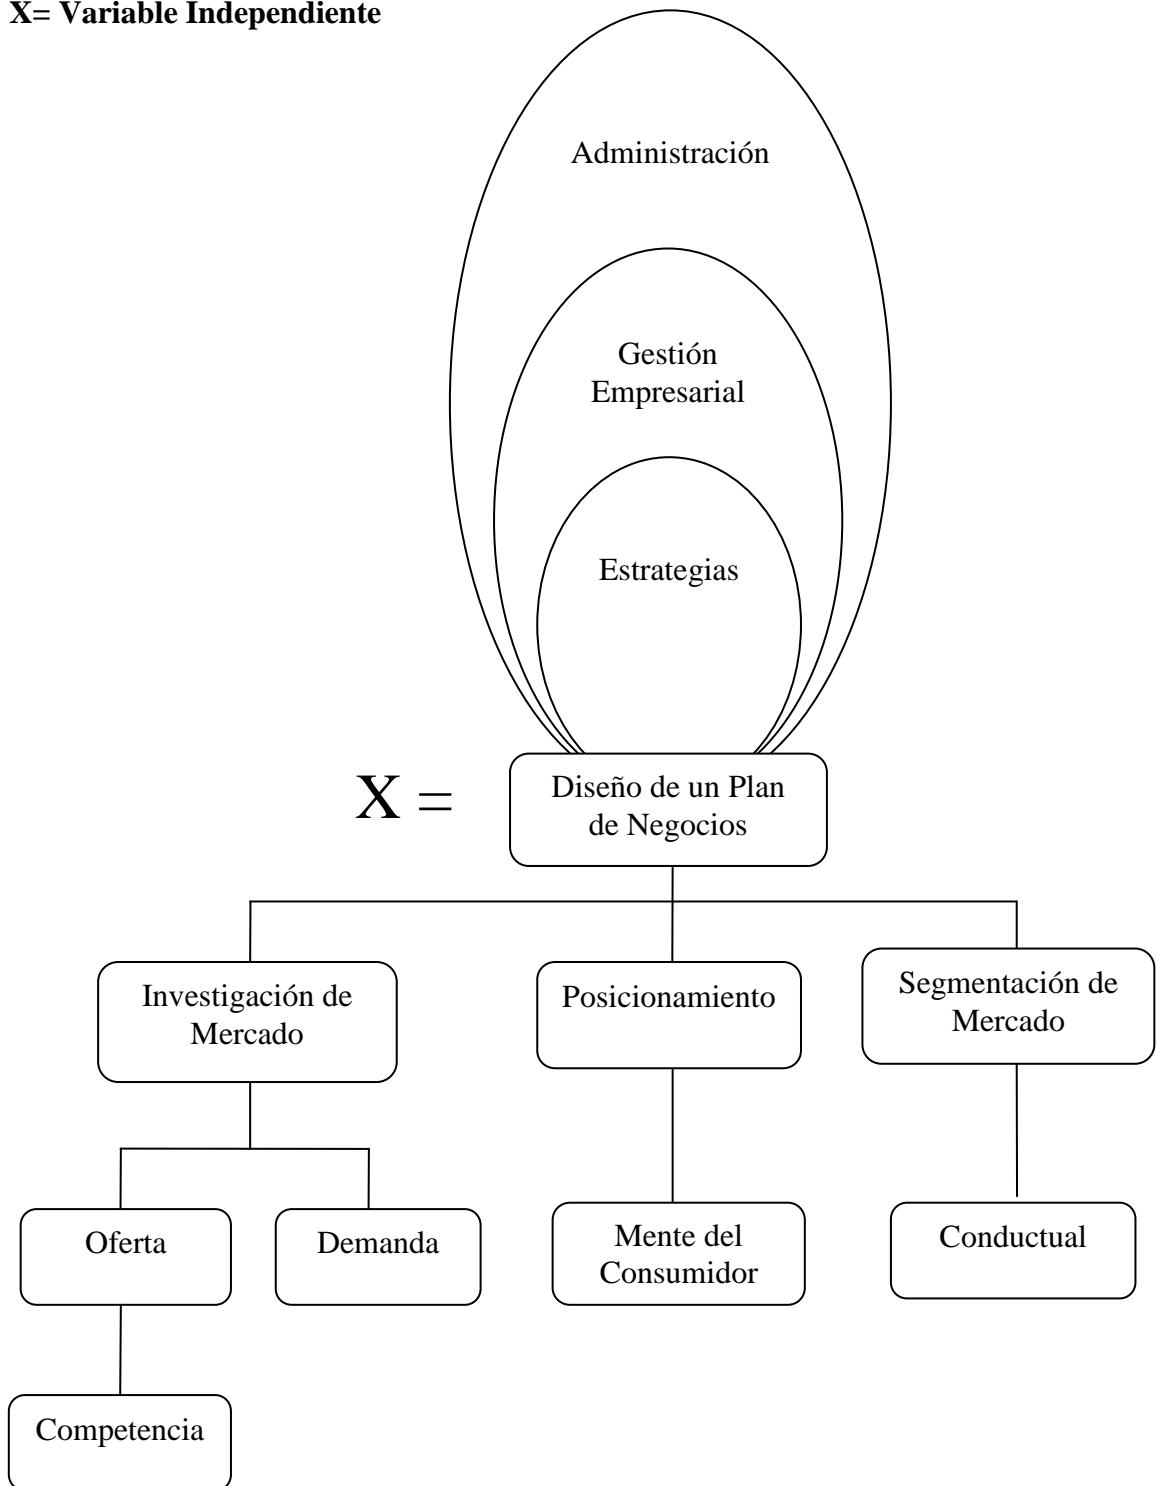 X= Variable Independiente
Administración
Gestión
Empresarial
Estrategias
X =
Diseño de un Plan
de Negocios
Investigación de
Mercado
Posicionamiento
Segmentación de
Mercado
Oferta
Demanda
Mente del
Consumidor
Conductual
Competencia